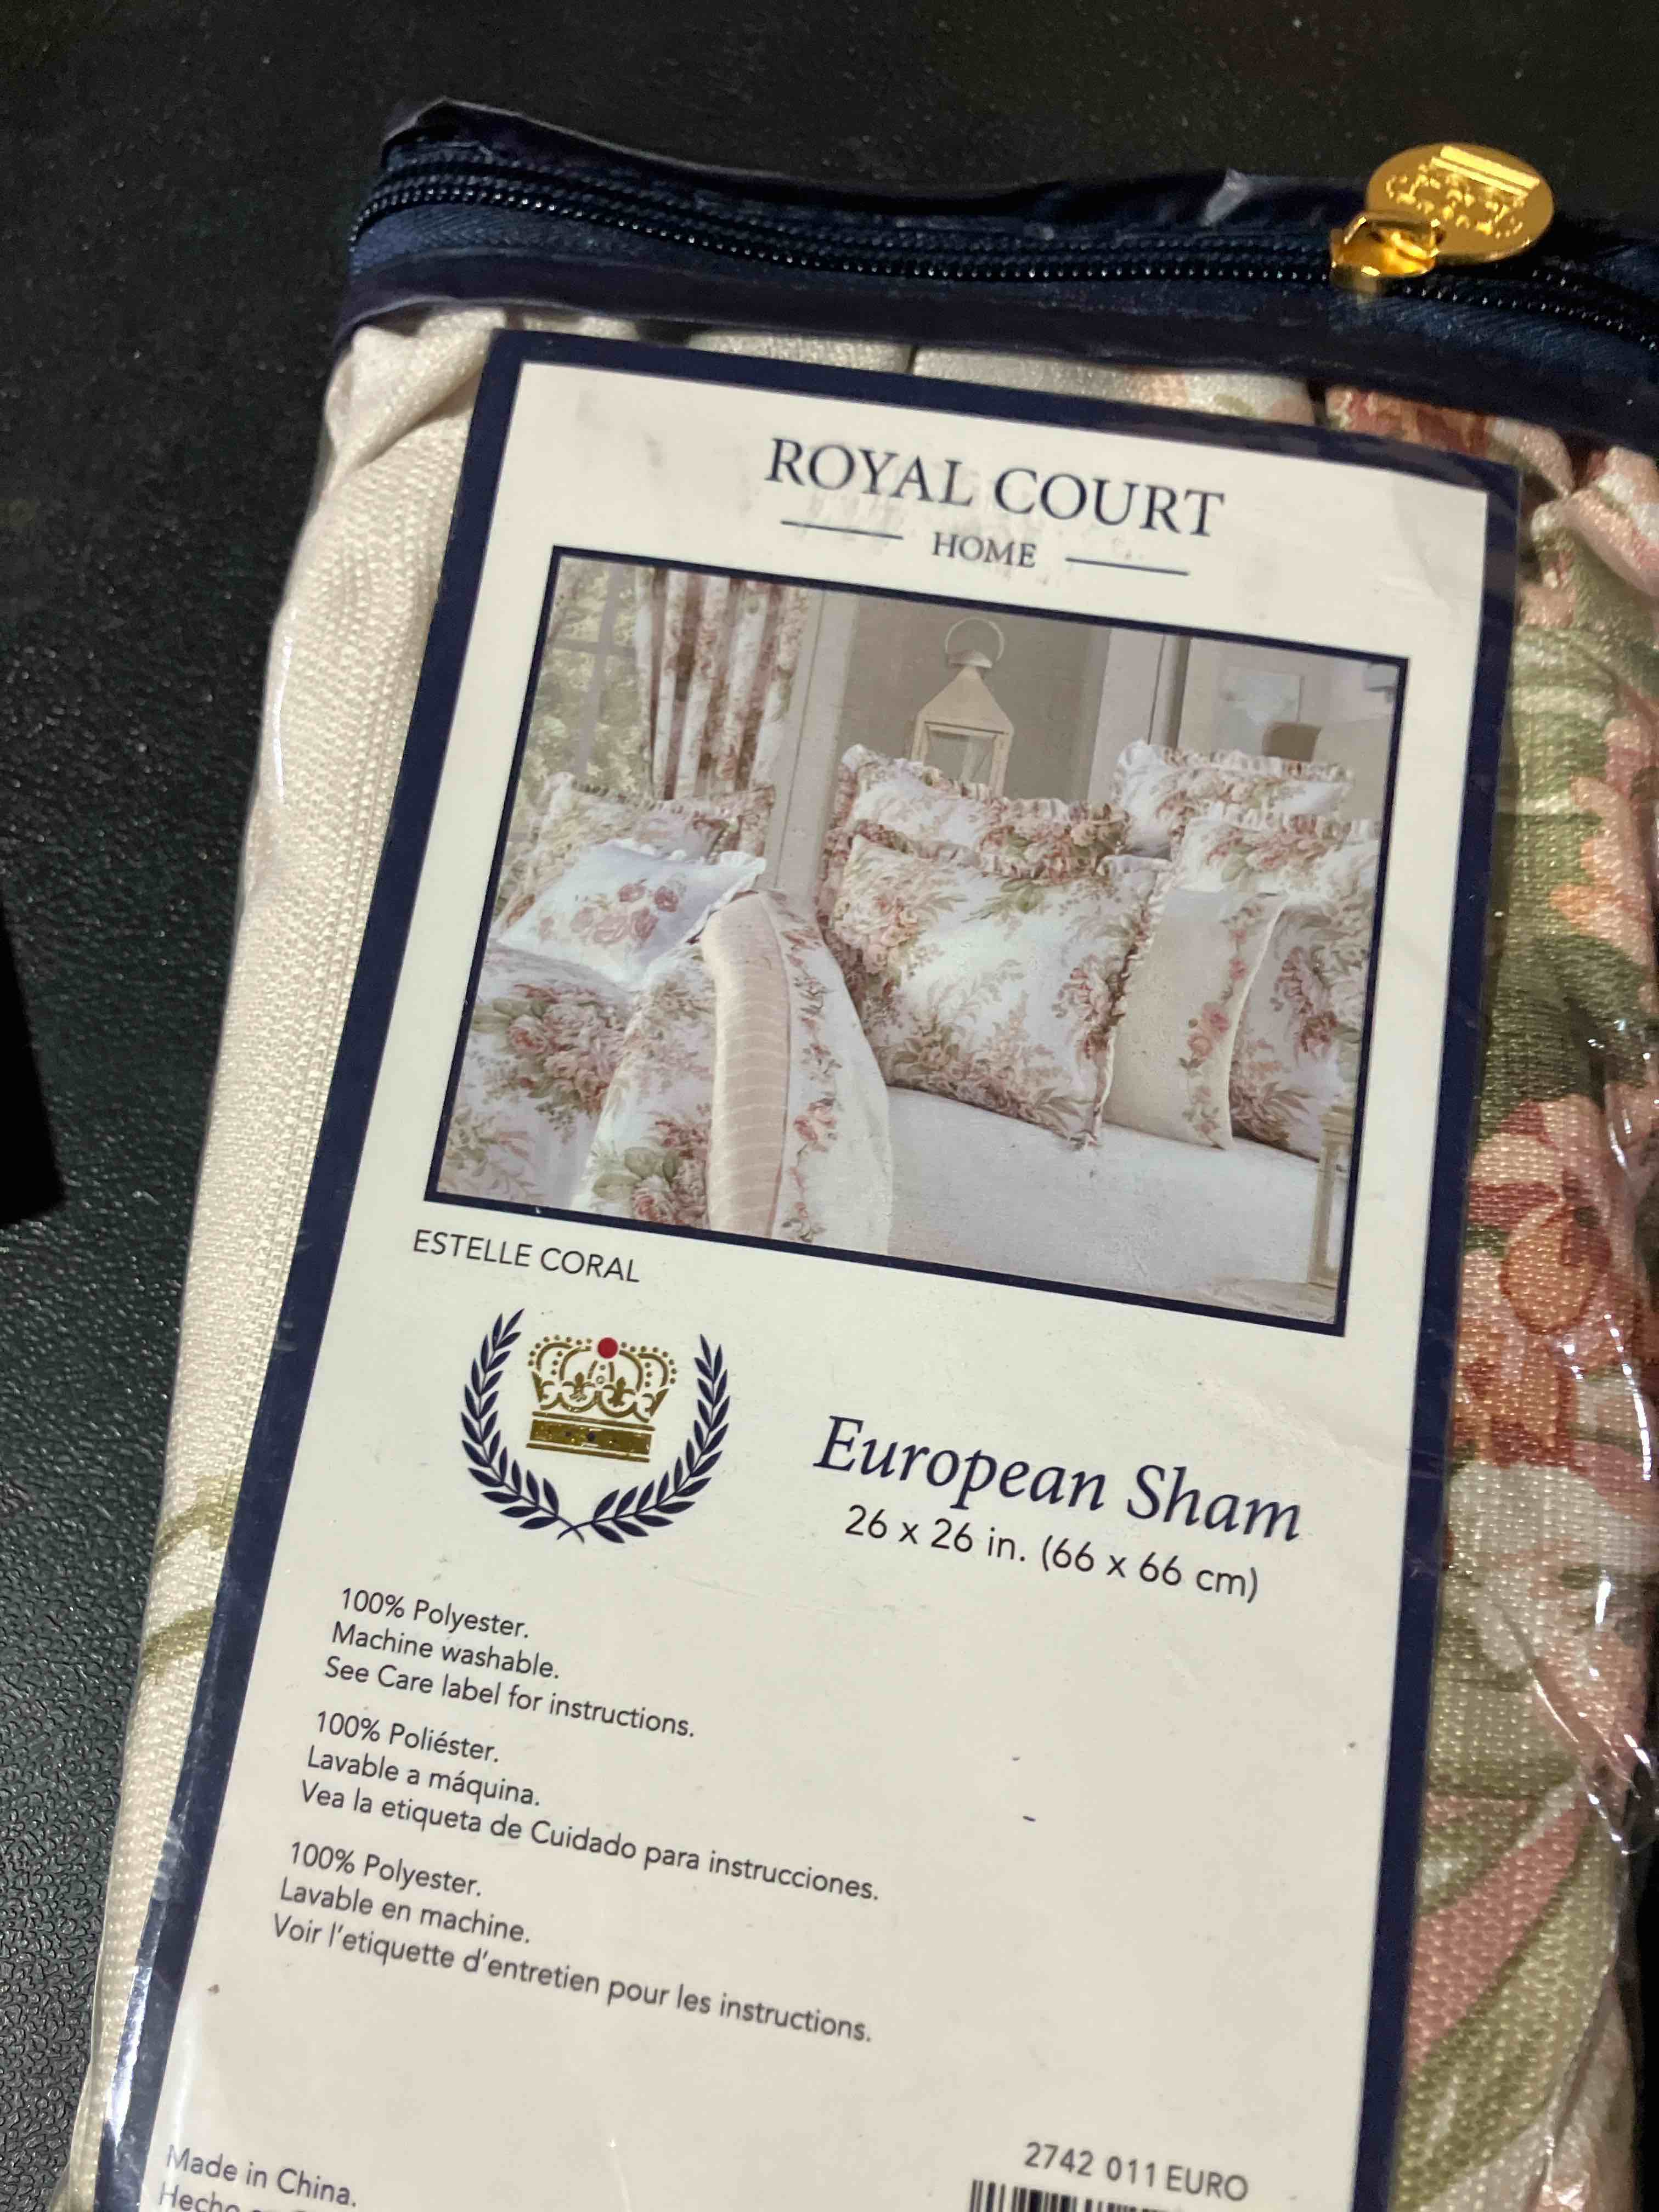 ROYAL COURT
HOME
ESTELLE CORAL
European Sham
26 x 26 in. (66 x 66 cm)
100% Polyester.
Machine washable.
See Care label for instructions.
100% Poliéster.
Lavable a máquina.
Vea la etiqueta de Cuidado para instrucciones.
100% Polyester.
Lavable en machine.
Voir l'etiquette d'entretien pour les instructions.
Made in China.
Hecho
2742 011 EURO